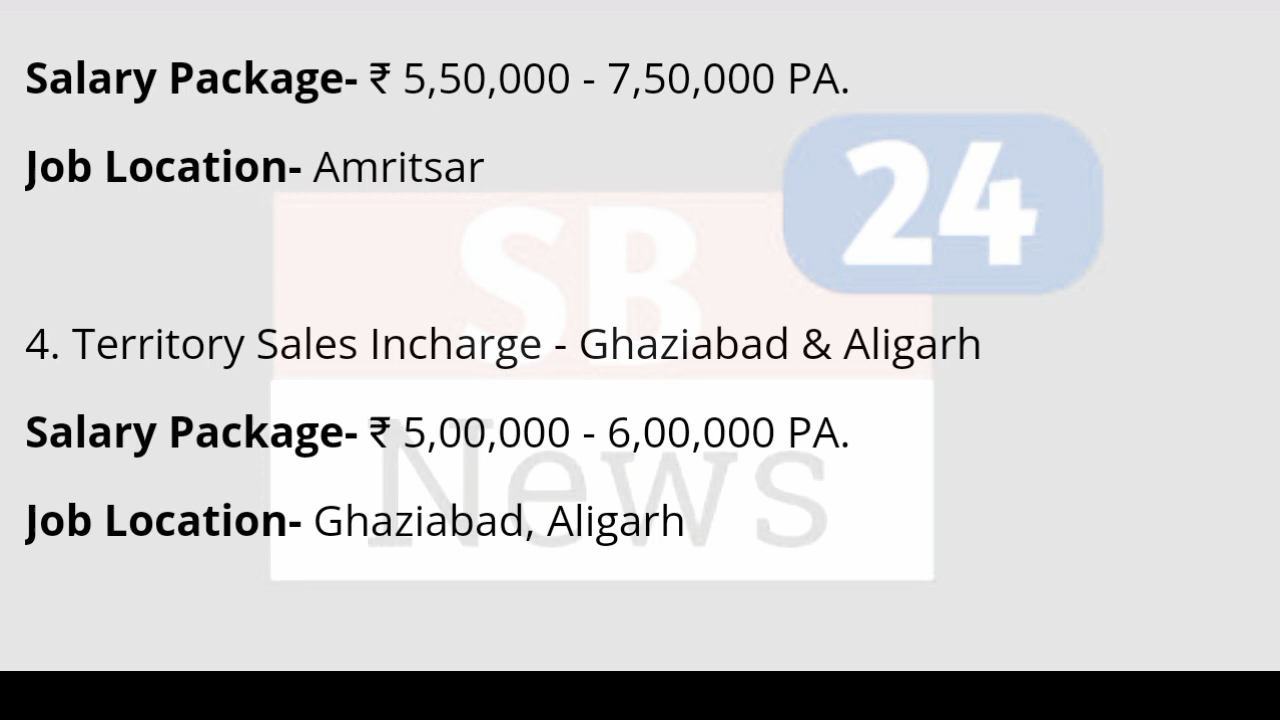 Salary Package- ₹ 5,50,000 - 7,50,000 PA.
Job Location- Amritsar
24
SB
4. Territory Sales Incharge - Ghaziabad & Aligarh
Salary Package- ₹ 5,00,000 - 6,00,000 PA.
News
Job Location- Ghaziabad, Aligarh